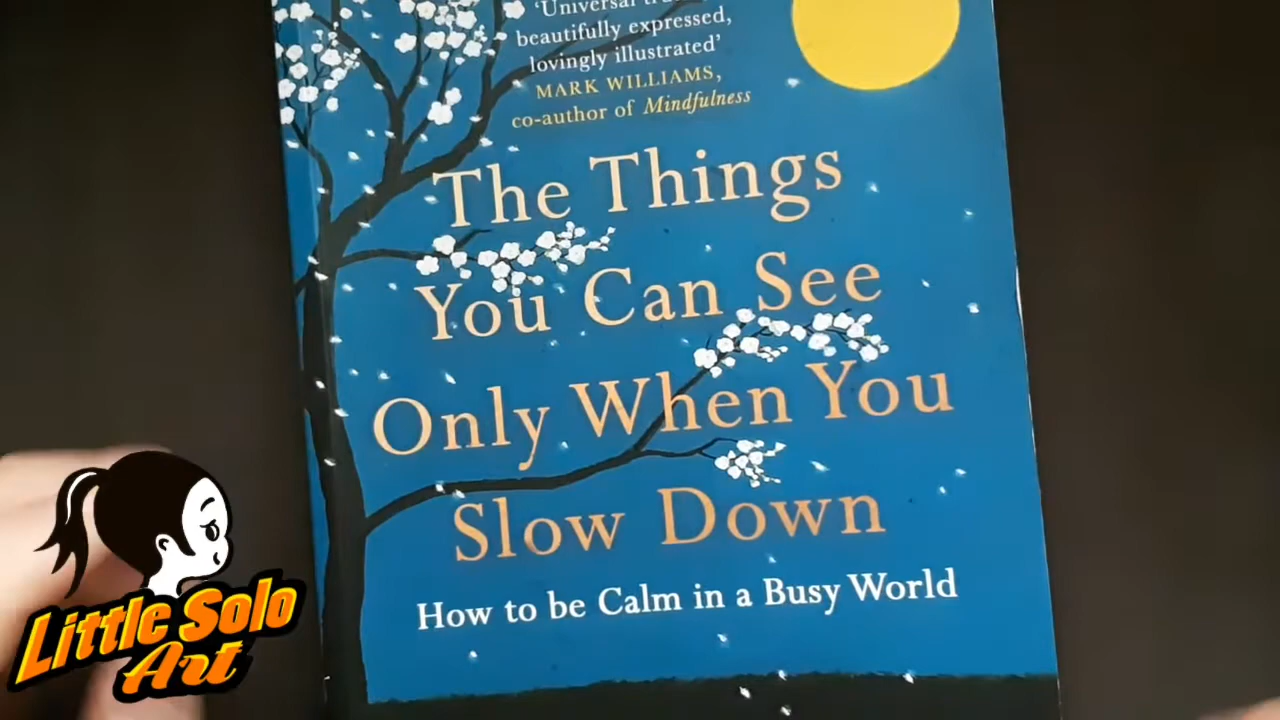 'Universal
beautifully expressed,
lovingly illustrated'
MARK WILLIAMS,
co-author of Mindfulness
The Things
You Can See
Only When You
Slow Down
How to be Calm in a Busy World
Little Solo
Art